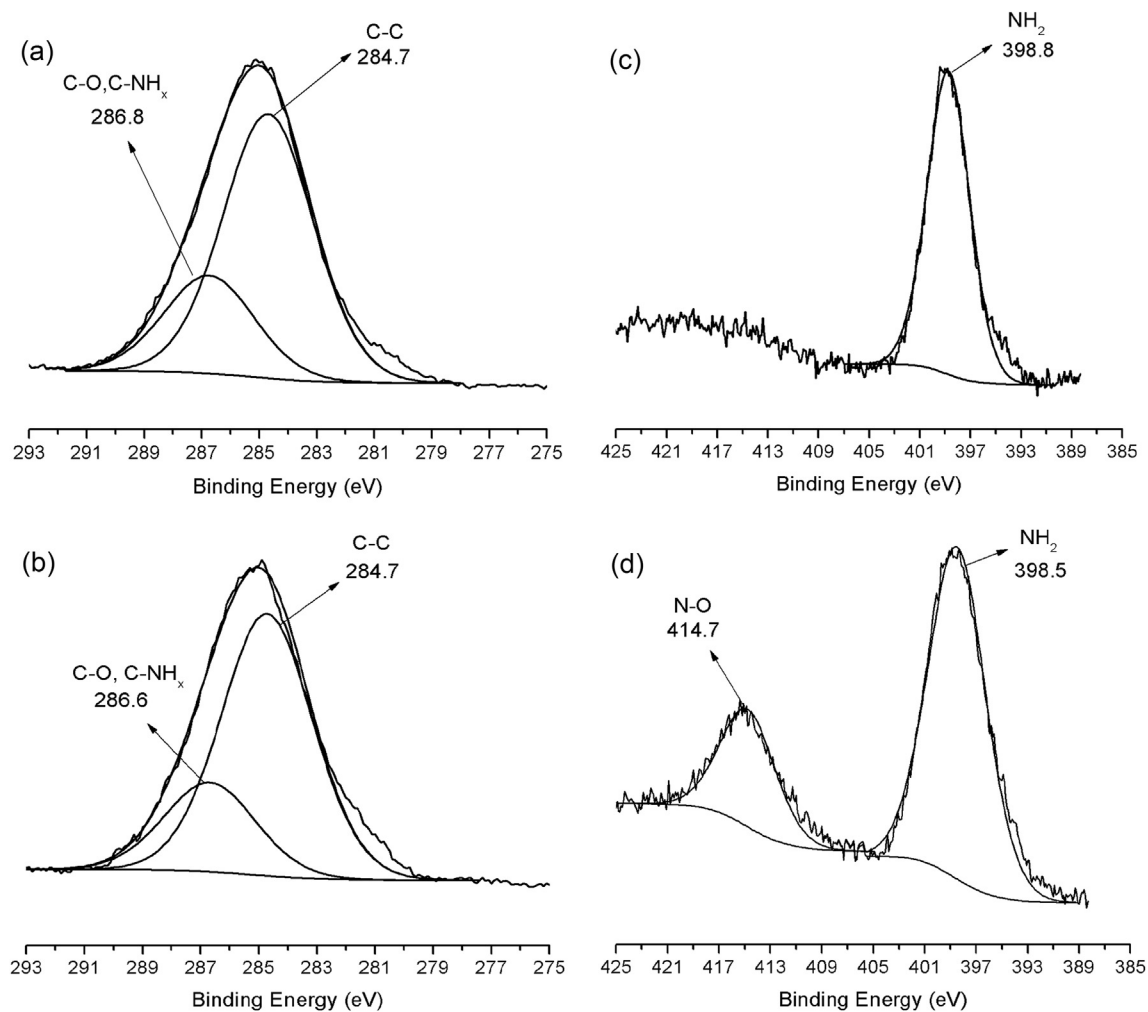 (a)
C-C
284.7
C-O,C-NHₓ
286.8
293 291 289 287 285 283 281 279 277 275
Binding Energy (eV)
(c)
NH₂
398.8
425 421 417 413 409 405 401 397 393 389 385
Binding Energy (eV)
(b)
C-C
284.7
C-O, C-NHₓ
286.6
293 291 289 287 285 283 281 279 277 275
Binding Energy (eV)
(d)
NH₂
398.5
N-O
414.7
425 421 417 413 409 405 401 397 393 389 385
Binding Energy (eV)